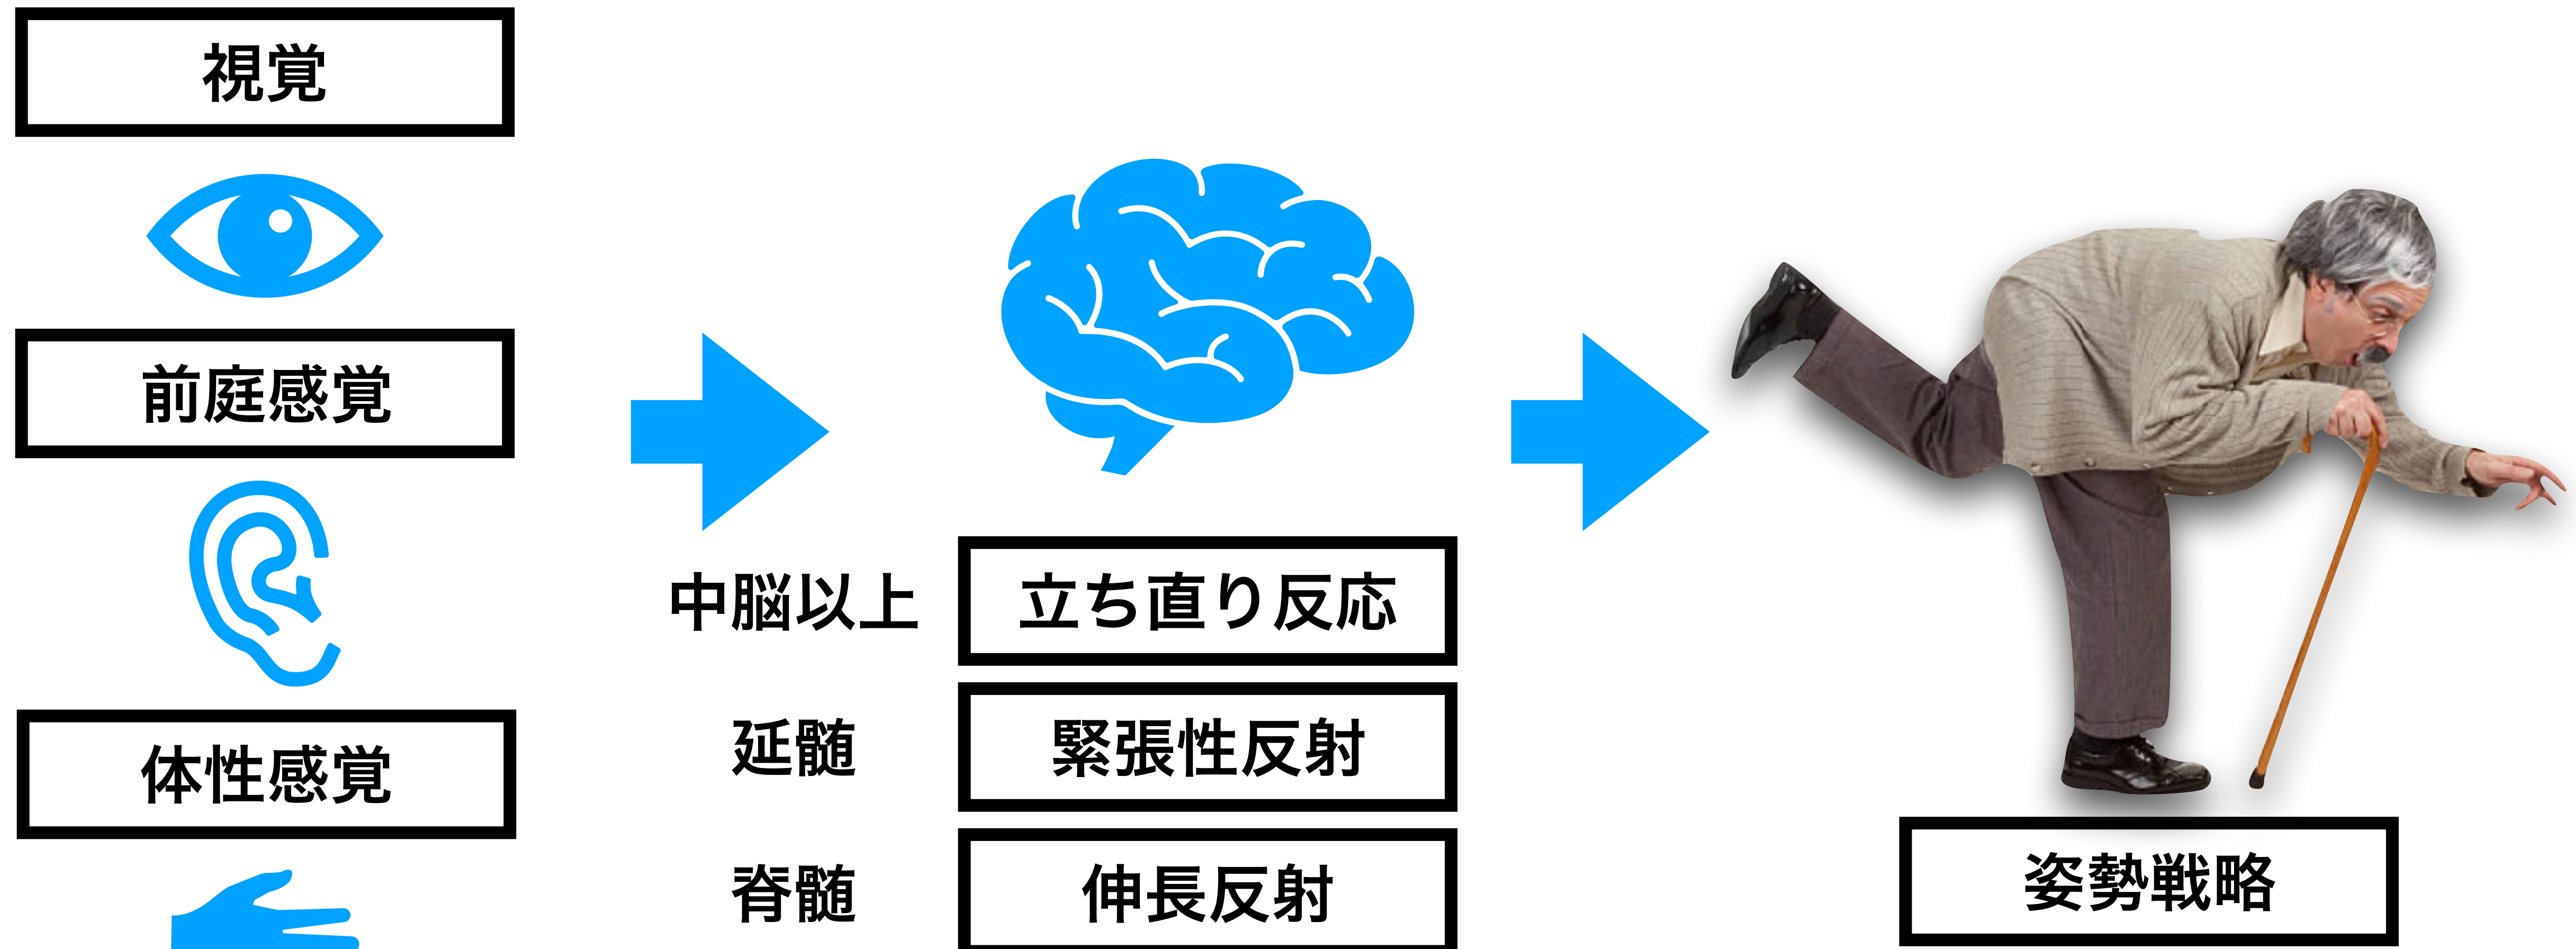 視覚
前庭感覚
体性感覚
中脳以上 立ち直り反応
延髄 緊張性反射
脊髄 伸長反射
姿勢戦略